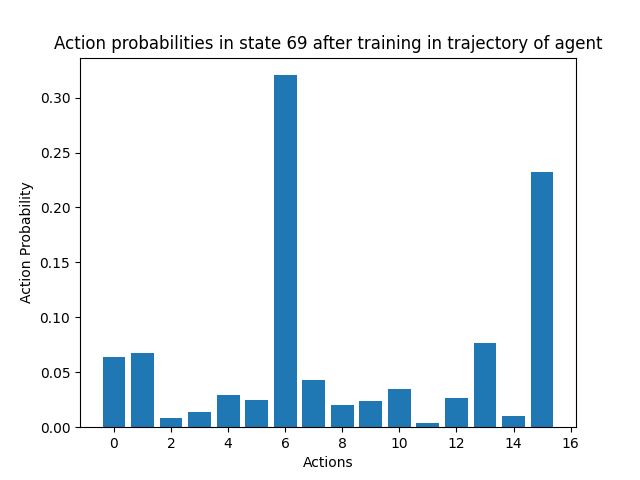 Action probabilities in state 69 after training in trajectory of agent
0.30
0.25
0.20
0.15
0.10
0.05
0.00
Action Probability
0 2 4 6 8 10 12 14 16
Actions